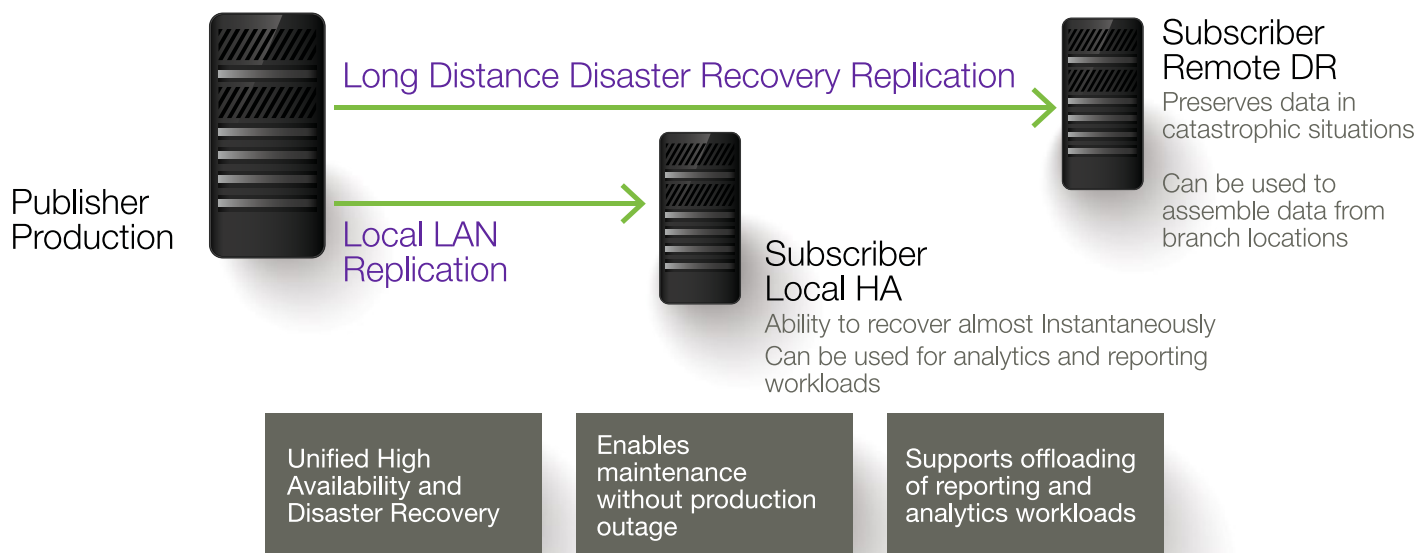 Long Distance Disaster Recovery Replication
Subscriber
Remote DR
Preserves data in
catastrophic situations
Can be used to
assemble data from
branch locations
Publisher
Production
Local LAN
Replication
Subscriber
Local HA
Ability to recover almost Instantaneously
Can be used for analytics and reporting
workloads
Unified High
Availability and
Disaster Recovery
Enables
maintenance
without production
outage
Supports offloading
of reporting and
analytics workloads